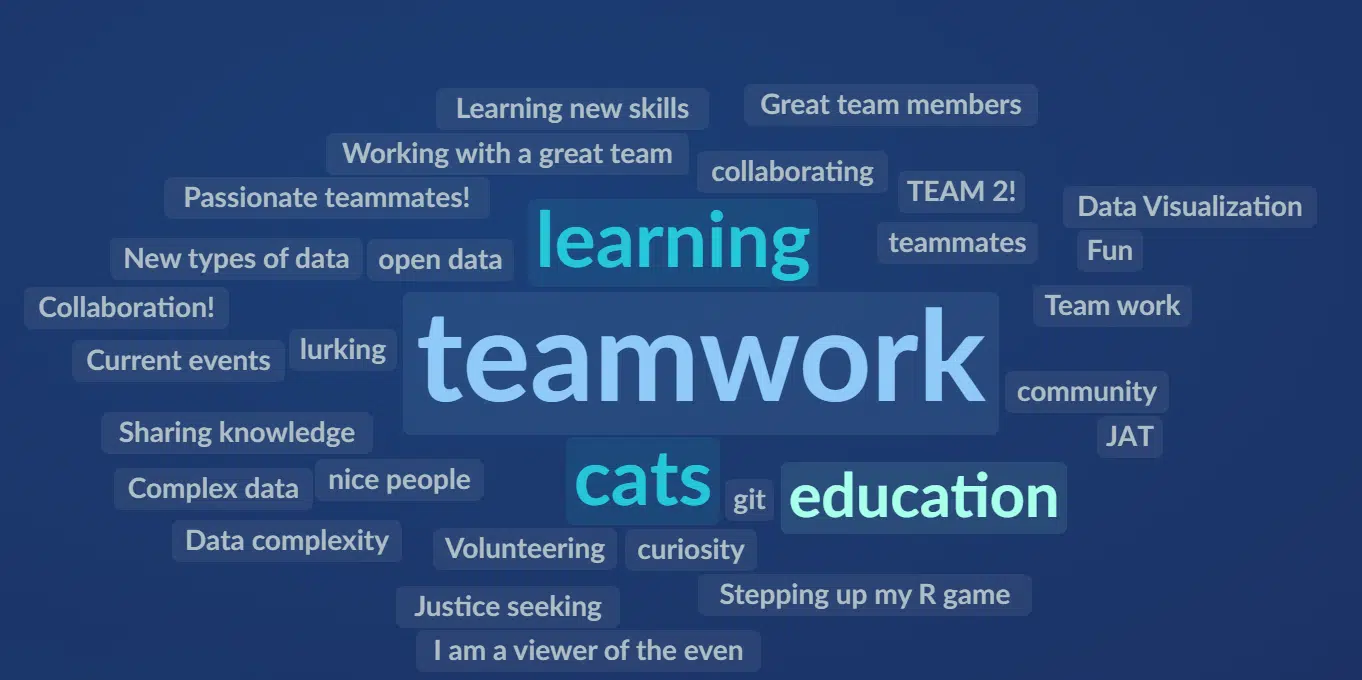 Learning new skills
Great team members
Working with a great team
collaborating
Passionate teammates!
TEAM 2!
Data Visualization
learning
teammates
Fun
New types of data
open data
Collaboration!
Team work
teamwork
lurking
Current events
community
Sharing knowledge
JAT
cats
nice people
Complex data
git
education
Data complexity
Volunteering
curiosity
Stepping up my R game
Justice seeking
I am a viewer of the even